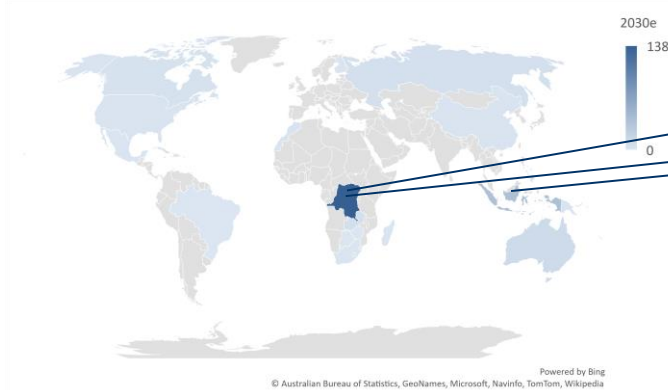 2030e
138
0
Powered by Bing
© Australian Bureau of Statistics, GeoNames, Microsoft, Navinfo, TomTom, Wikipedia